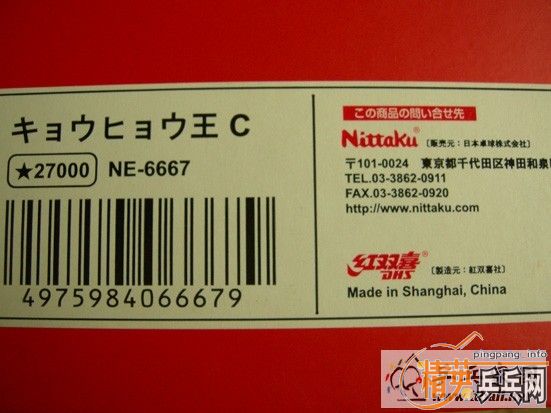 キョウヒョウ王 C
★27000 NE-6667
4975984066679
この商品の問い合せ先
Nittaku® 〔販売元：日本卓球株式会社〕
〒101-0024 東京都千代田区神田和泉
TEL.03-3862-0911
FAX.03-3862-0920
http://www.nittaku.com
红双喜® DHS 〔製造元：紅双喜社〕
Made in Shanghai, China
pingpang_info
精英 乒乓网